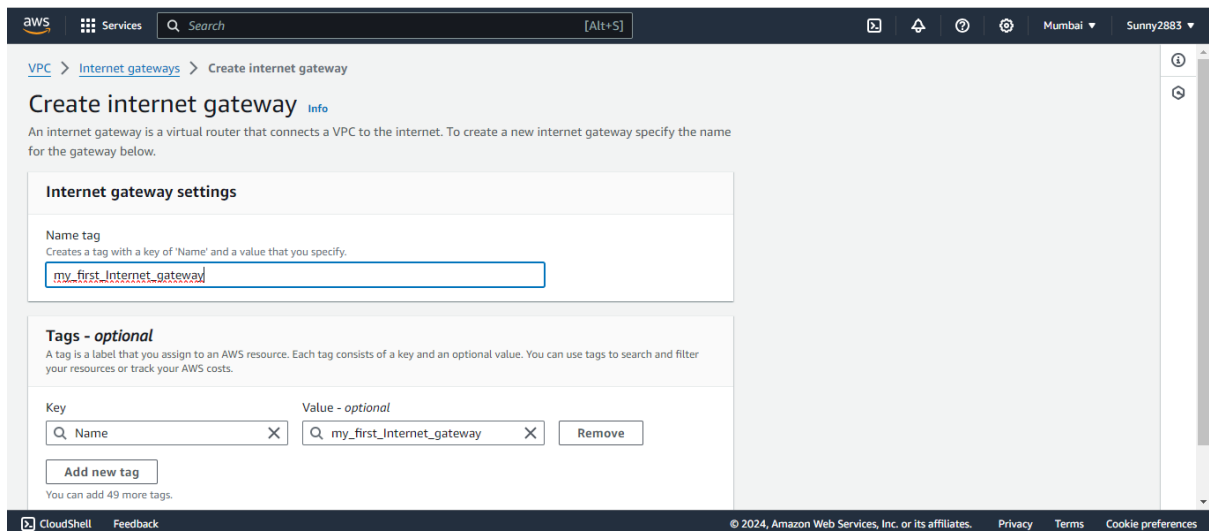 aws Services Search [Alt+S] Mumbai Sunny2883
VPC > Internet gateways > Create internet gateway
Create internet gateway Info
An internet gateway is a virtual router that connects a VPC to the internet. To create a new internet gateway specify the name
for the gateway below.
Internet gateway settings
Name tag
Creates a tag with a key of 'Name' and a value that you specify.
my_first_Internet_gateway
Tags - optional
A tag is a label that you assign to an AWS resource. Each tag consists of a key and an optional value. You can use tags to search and filter
your resources or track your AWS costs.
Key Value - optional
Name my_first_Internet_gateway Remove
Add new tag
You can add 49 more tags.
CloudShell Feedback © 2024, Amazon Web Services, Inc. or its affiliates. Privacy Terms Cookie preferences